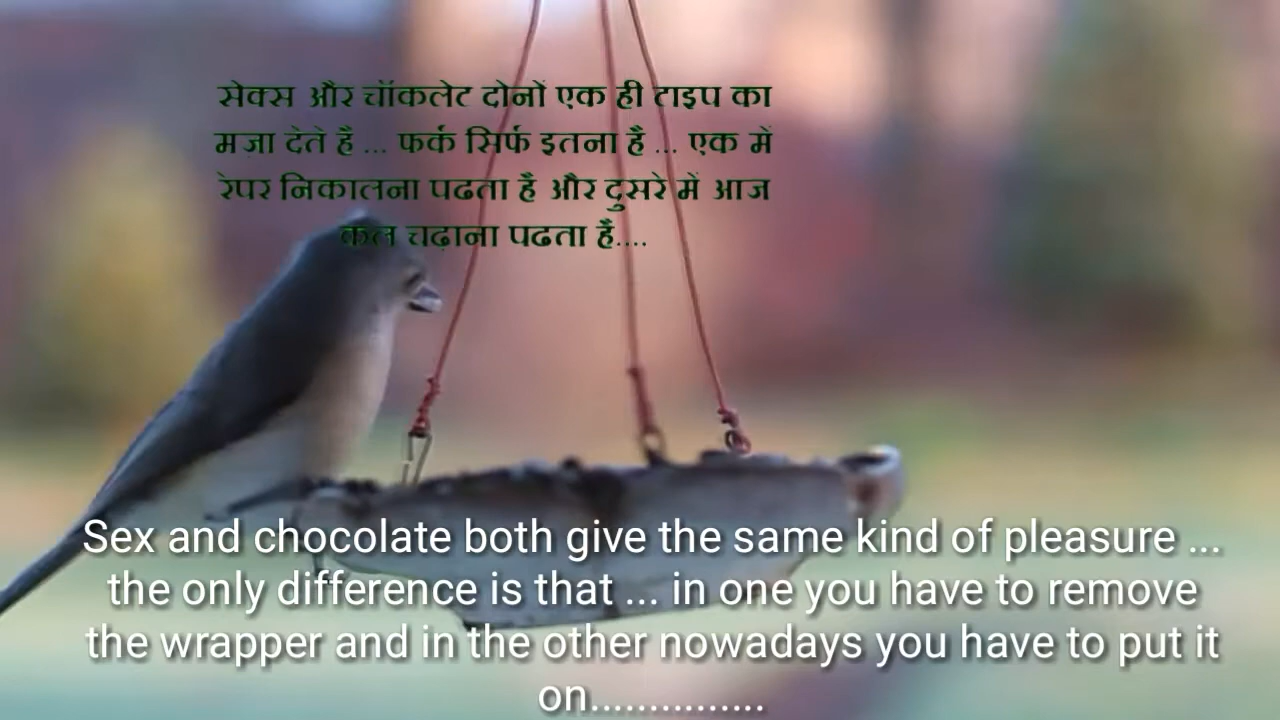 सेक्स और चॉकलेट दोनों एक ही टाइप का
मज़ा देते है ... फर्क सिर्फ इतना है ... एक में
रेपर निकालना पढता है और दुसरे में आज
कल चढ़ाना पढता है....
Sex and chocolate both give the same kind of pleasure ...
the only difference is that ... in one you have to remove
the wrapper and in the other nowadays you have to put it
on...............